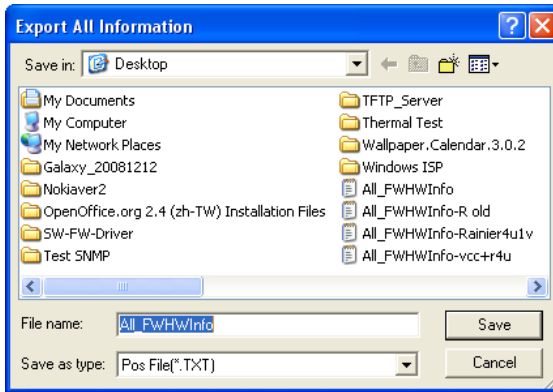 Export All Information
Save in: Desktop
My Documents
My Computer
My Network Places
Galaxy_20081212
Nokiaver2
OpenOffice.org 2.4 (zh-TW) Installation Files
SW-FW-Driver
Test SNMP
TFTP_Server
Thermal Test
Wallpaper.Calendar.3.0.2
Windows ISP
All_FWHWInfo
All_FWHWInfo-R old
All_FWHWInfo-Rainier4u1v
All_FWHWInfo-vcc+r4u
File name: All_FWHWInfo
Save
Save as type: Pos File(*.TXT)
Cancel